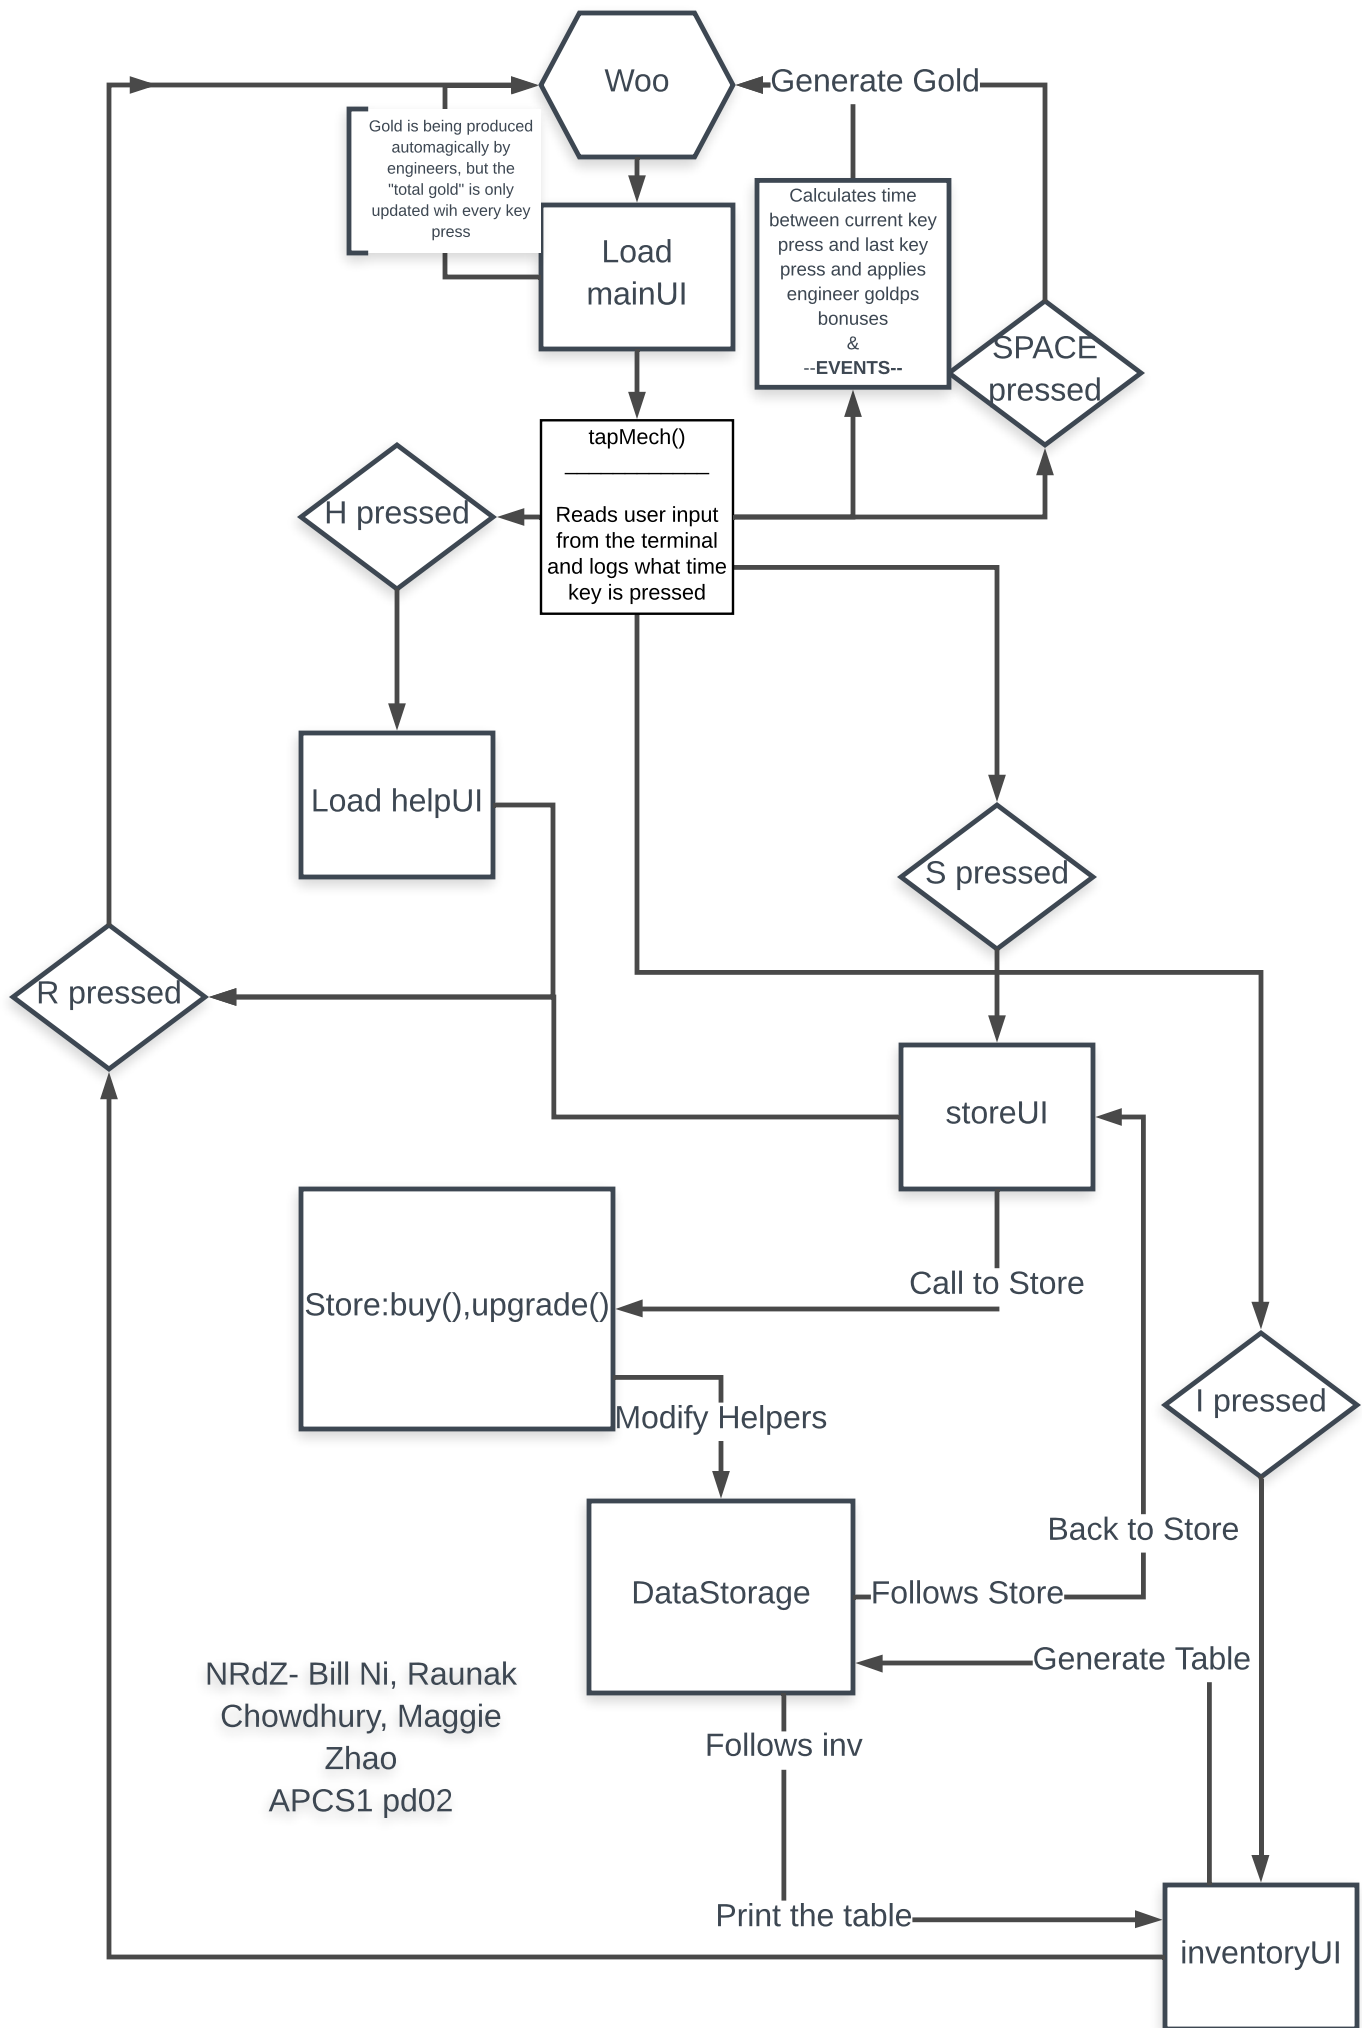 Woo
Generate Gold
Gold is being produced
automagically by
engineers, but the
"total gold" is only
updated wih every key
press
Calculates time
between current key
press and last key
press and applies
engineer goldps
bonuses
&
--EVENTS--
Load
mainUI
SPACE
pressed
tapMech()
____________
Reads user input
from the terminal
and logs what time
key is pressed
H pressed
Load helpUI
S pressed
R pressed
storeUI
Call to Store
Store:buy(),upgrade()
I pressed
Modify Helpers
Back to Store
DataStorage
Follows Store
Generate Table
NRdZ- Bill Ni, Raunak
Chowdhury, Maggie
Zhao
APCS1 pd02
Follows inv
Print the table
inventoryUI